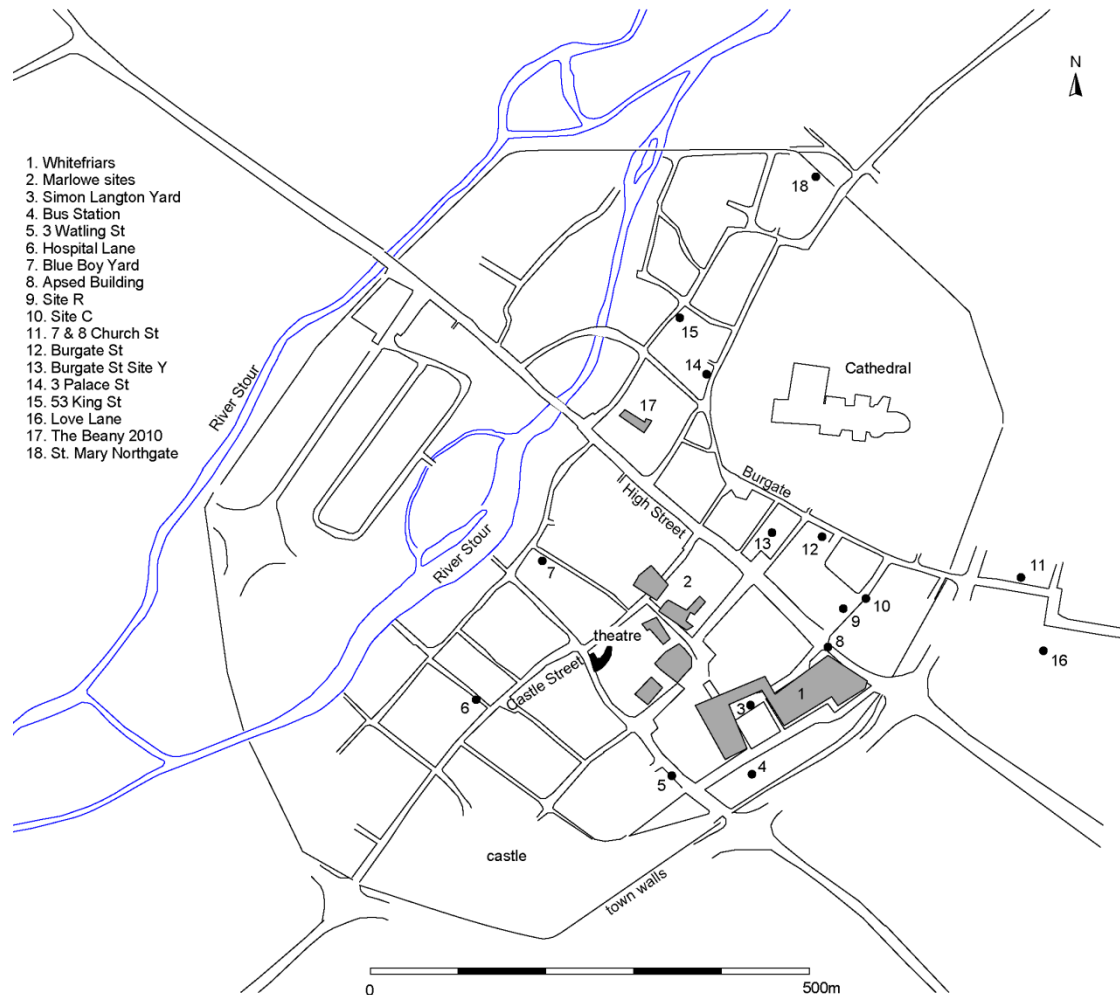 N
1. Whitefriars
2. Marlowe sites
3. Simon Langton Yard
4. Bus Station
5. 3 Watling St
6. Hospital Lane
7. Blue Boy Yard
8. Apsed Building
9. Site R
10. Site C
11. 7 & 8 Church St
12. Burgate St
13. Burgate St Site Y
14. 3 Palace St
15. 53 King St
16. Love Lane
17. The Beany 2010
18. St. Mary Northgate
18
15
14
Cathedral
River Stour
17
Burgate
High Street
13
12
River Stour
7
2
11
10
9
theatre
8
16
Castle Street
6
1
3
5
4
castle
town walls
0
500m